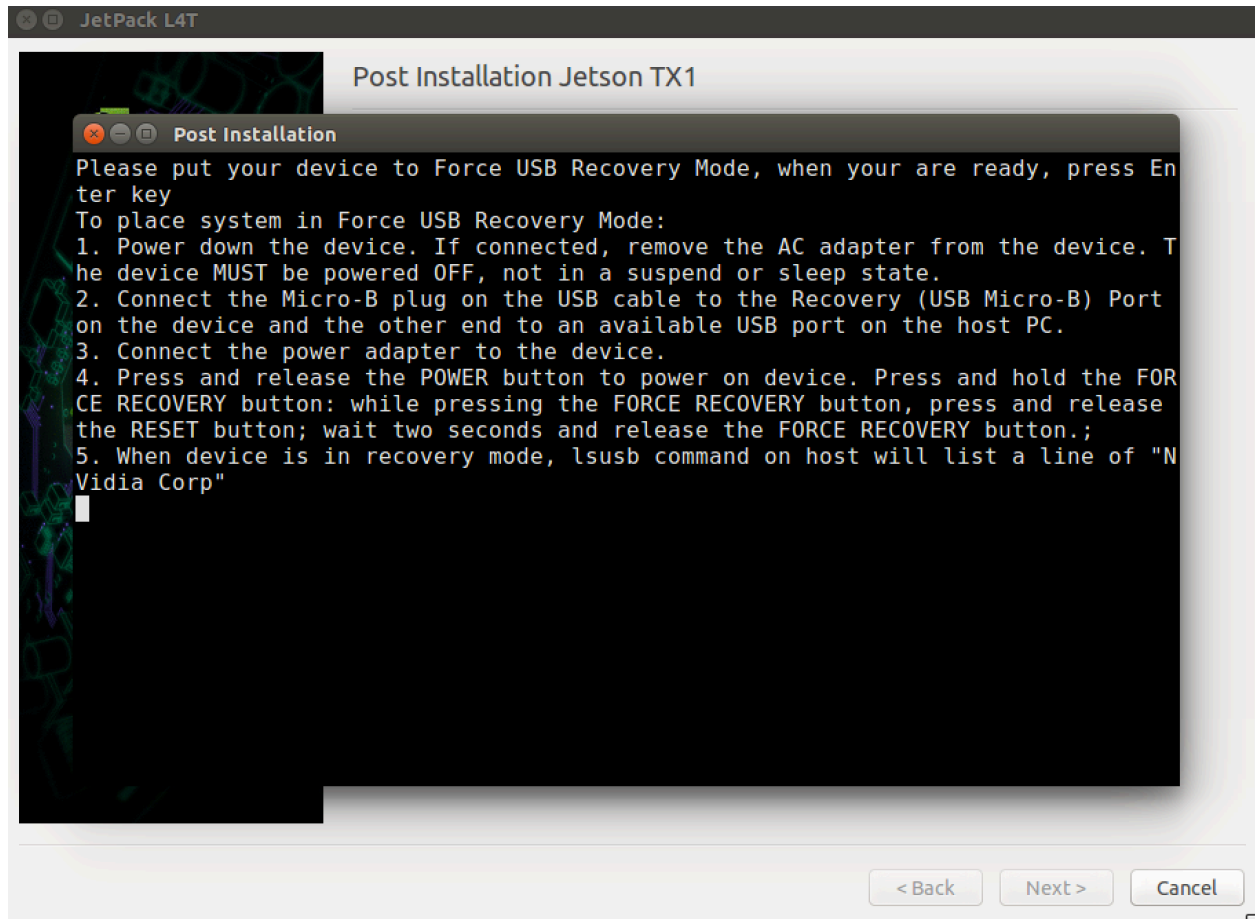 JetPack L4T
Post Installation Jetson TX1
Post Installation
Please put your device to Force USB Recovery Mode, when your are ready, press En
ter key
To place system in Force USB Recovery Mode:
1. Power down the device. If connected, remove the AC adapter from the device. T
he device MUST be powered OFF, not in a suspend or sleep state.
2. Connect the Micro-B plug on the USB cable to the Recovery (USB Micro-B) Port
on the device and the other end to an available USB port on the host PC.
3. Connect the power adapter to the device.
4. Press and release the POWER button to power on device. Press and hold the FOR
CE RECOVERY button: while pressing the FORCE RECOVERY button, press and release
the RESET button; wait two seconds and release the FORCE RECOVERY button.;
5. When device is in recovery mode, lsusb command on host will list a line of "N
Vidia Corp"
< Back Next > Cancel